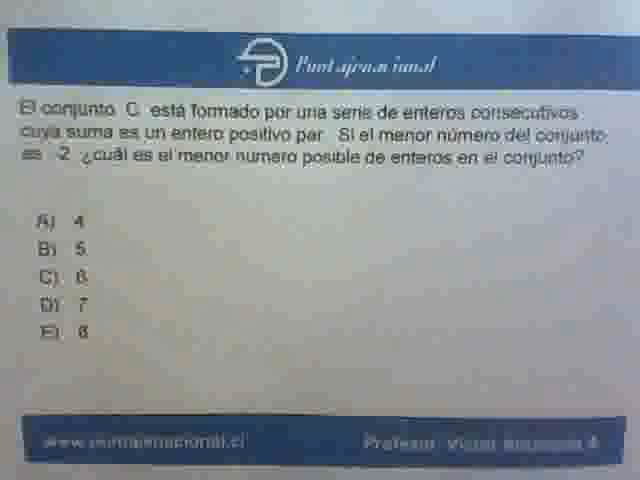 Puntajenacional
El conjunto C está formado por una serie de enteros consecutivos
cuya suma es un entero positivo par. Si el menor número del conjunto
es -2 ¿cuál es el menor numero posible de enteros en el conjunto?
A) 4
B) 5
C) 6
D) 7
E) 8
www.puntajenacional.cl
Profesor: Víctor